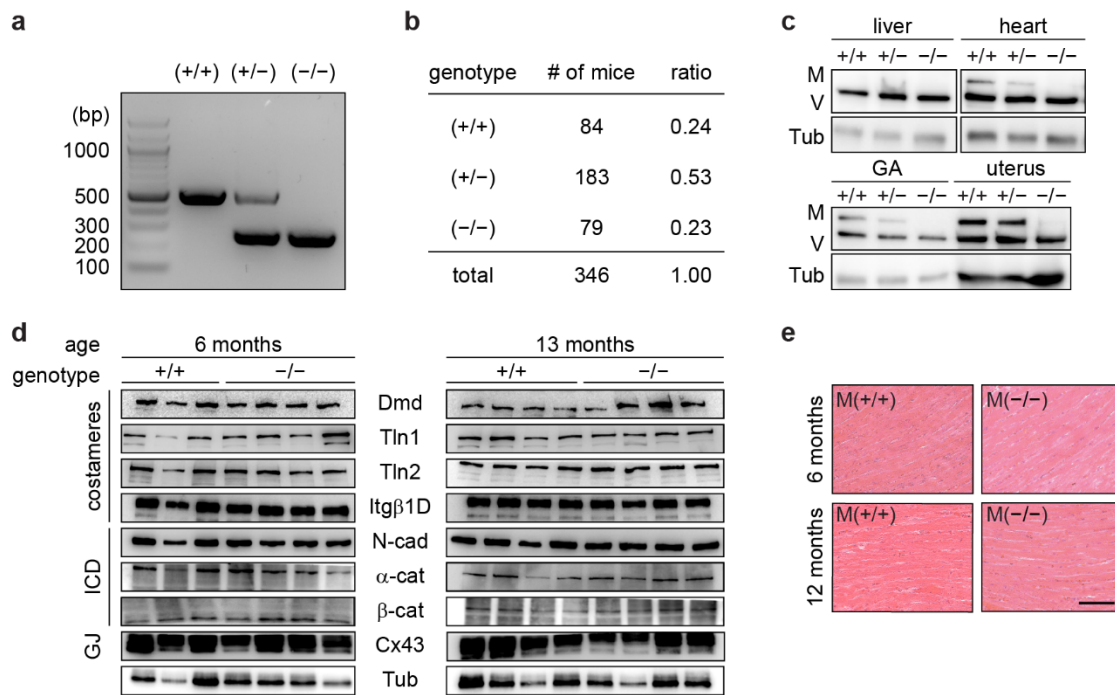 a
(+/+) (+/−) (−/−)
(bp)
1000
500
300
200
100
b
genotype # of mice ratio
(+/+) 84 0.24
(+/−) 183 0.53
(−/−) 79 0.23
total 346 1.00
c
liver heart
+/+ +/− −/− +/+ +/− −/−
M
V
Tub
GA uterus
+/+ +/− −/− +/+ +/− −/−
M
V
Tub
d
age 6 months 13 months
genotype +/+ −/− +/+ −/−
costameres
Dmd
Tln1
Tln2
Itgβ1D
ICD
N-cad
α-cat
β-cat
GJ
Cx43
Tub
e
6 months
M(+/+) M(−/−)
12 months
M(+/+) M(−/−)